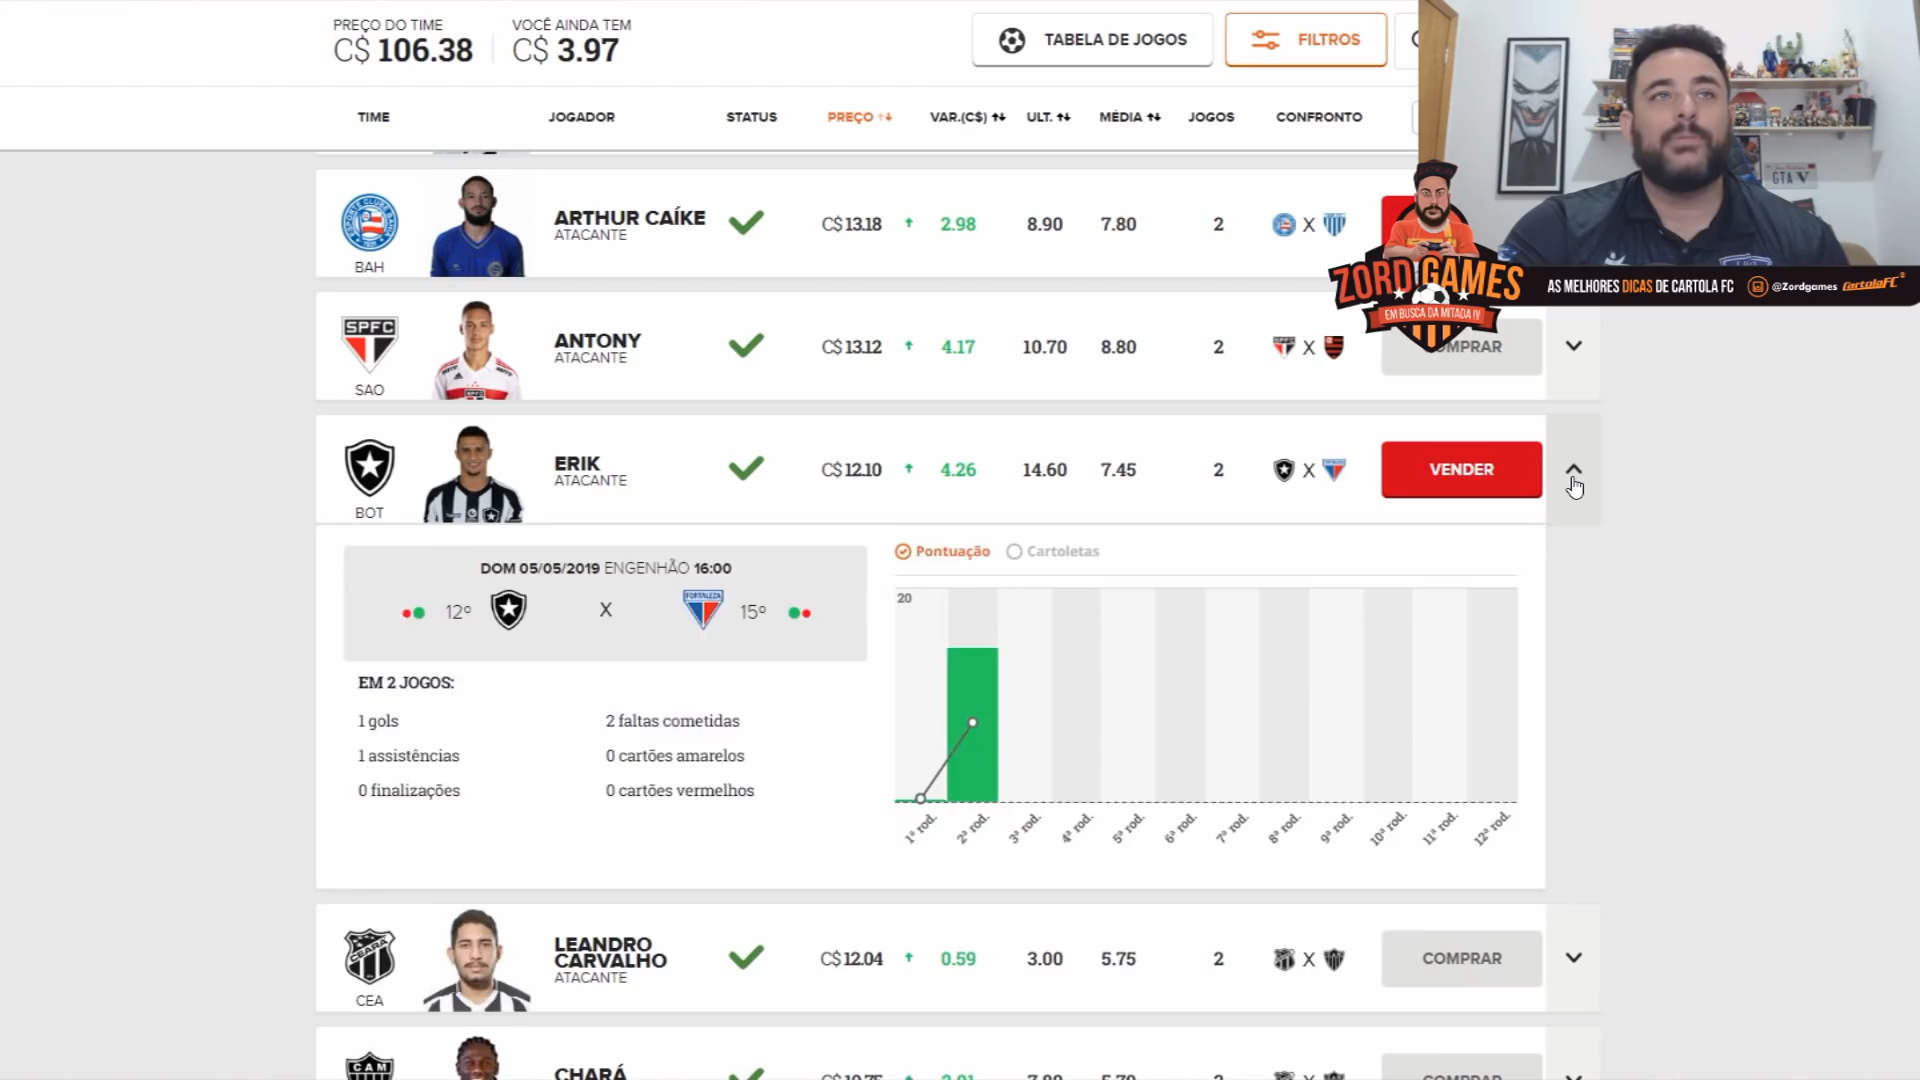 PREÇO DO TIME
C$ 106.38
VOCÊ AINDA TEM
C$ 3.97
TABELA DE JOGOS
FILTROS
TIME JOGADOR STATUS PREÇO VAR.(C$) ULT. MÉDIA JOGOS CONFRONTO
BAH
ARTHUR CAÍKE
ATACANTE
C$ 13.18 2.98 8.90 7.80 2 X
ZORD GAMES
EM BUSCA DA MITADA !!!
AS MELHORES DICAS DE CARTOLA FC @Zordgames CartolaFC
GTA V
SPFC
SAO
ANTONY
ATACANTE
C$ 13.12 4.17 10.70 8.80 2 X
BOT
ERIK
ATACANTE
C$ 12.10 4.26 14.60 7.45 2 X VENDER
DOM 05/05/2019 ENGENHÃO 16:00
12º X FORTALEZA 15º
EM 2 JOGOS:
1 gols 2 faltas cometidas
1 assistências 0 cartões amarelos
0 finalizações 0 cartões vermelhos
Pontuação Cartoletas
20
1ª rod. 2ª rod. 3ª rod. 4ª rod. 5ª rod. 6ª rod. 7ª rod. 8ª rod. 9ª rod. 10ª rod. 11ª rod. 12ª rod.
CEARÁ
CEA
LEANDRO
CARVALHO
ATACANTE
C$ 12.04 0.59 3.00 5.75 2 X COMPRAR
CAM
CHARÁ